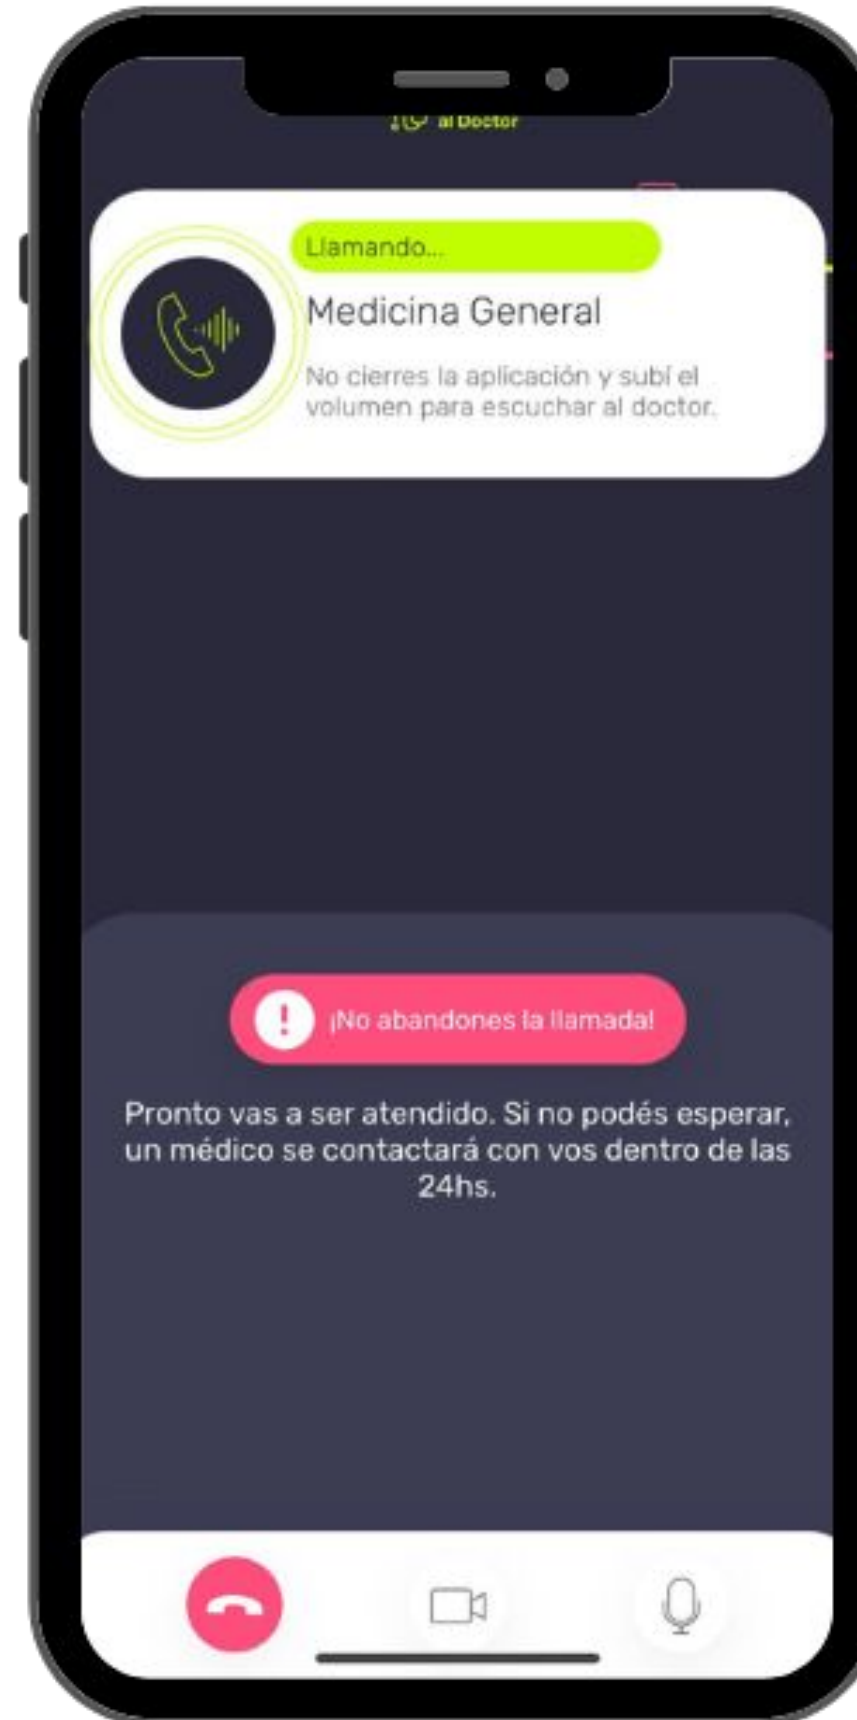 al Doctor
Llamando...
Medicina General
No cierres la aplicación y subí el
volumen para escuchar al doctor.
¡No abandones la llamada!
Pronto vas a ser atendido. Si no podés esperar,
un médico se contactará con vos dentro de las
24hs.